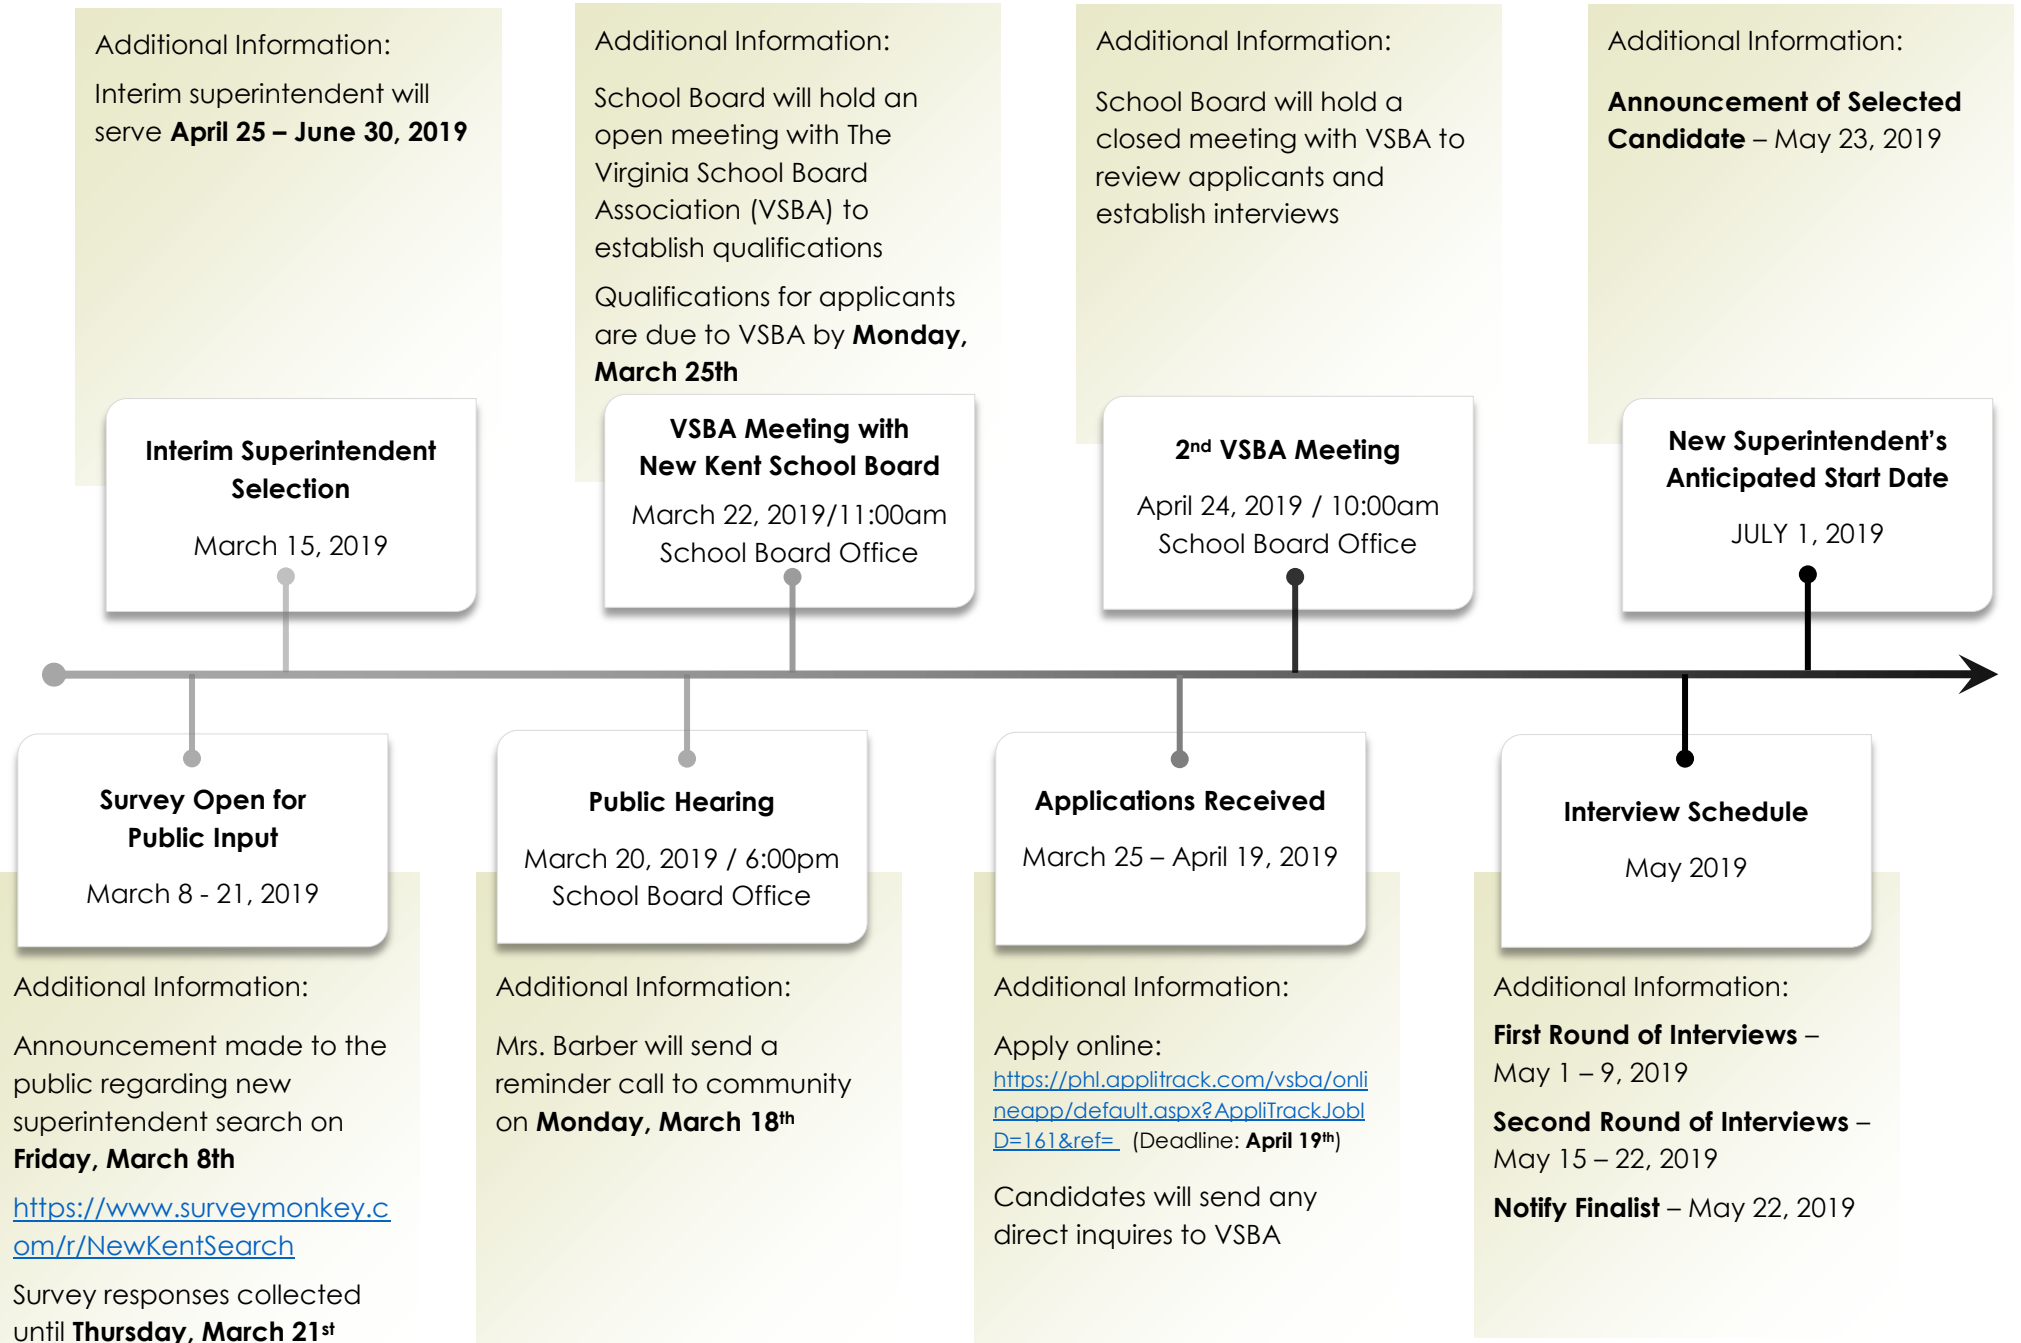 Additional Information:
Interim superintendent will
serve April 25 – June 30, 2019
Interim Superintendent
Selection
March 15, 2019
Additional Information:
School Board will hold an
open meeting with The
Virginia School Board
Association (VSBA) to
establish qualifications
Qualifications for applicants
are due to VSBA by Monday,
March 25th
VSBA Meeting with
New Kent School Board
March 22, 2019/11:00am
School Board Office
Additional Information:
School Board will hold a
closed meeting with VSBA to
review applicants and
establish interviews
2nd VSBA Meeting
April 24, 2019 / 10:00am
School Board Office
Additional Information:
Announcement of Selected
Candidate – May 23, 2019
New Superintendent’s
Anticipated Start Date
JULY 1, 2019
Survey Open for
Public Input
March 8 - 21, 2019
Additional Information:
Announcement made to the
public regarding new
superintendent search on
Friday, March 8th
https://www.surveymonkey.c
om/r/NewKentSearch
Survey responses collected
until Thursday, March 21st
Public Hearing
March 20, 2019 / 6:00pm
School Board Office
Additional Information:
Mrs. Barber will send a
reminder call to community
on Monday, March 18th
Applications Received
March 25 – April 19, 2019
Additional Information:
Apply online:
https://phl.applitrack.com/vsba/onli
neapp/default.aspx?AppliTrackJobI
D=161&ref= (Deadline: April 19th)
Candidates will send any
direct inquires to VSBA
Interview Schedule
May 2019
Additional Information:
First Round of Interviews –
May 1 – 9, 2019
Second Round of Interviews –
May 15 – 22, 2019
Notify Finalist – May 22, 2019